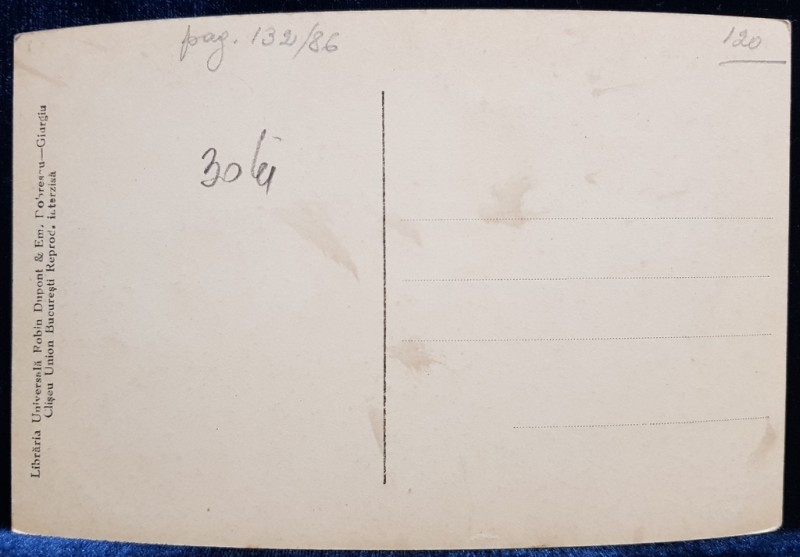 pag. 132/86
120
30 lei
Librăria Universală Robin Dupont & Em. Dobrescu—Giurgiu
Clișeu Union București Reprod. interzisă